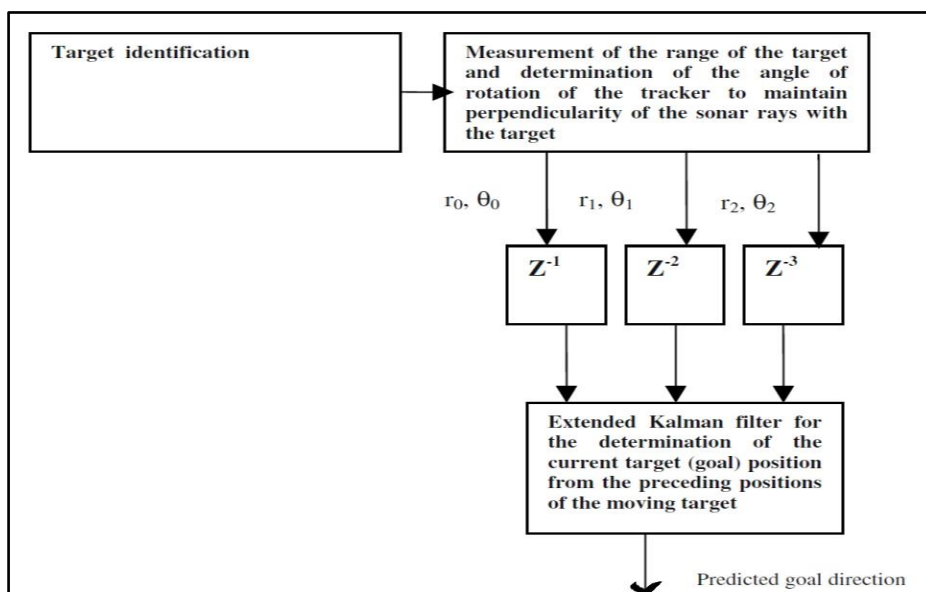 Target identification
Measurement of the range of the target
and determination of the angle of
rotation of the tracker to maintain
perpendicularity of the sonar rays with
the target
r₀, θ₀
r₁, θ₁
r₂, θ₂
Z⁻¹
Z⁻²
Z⁻³
Extended Kalman filter for
the determination of the
current target (goal) position
from the preceding positions
of the moving target
Predicted goal direction